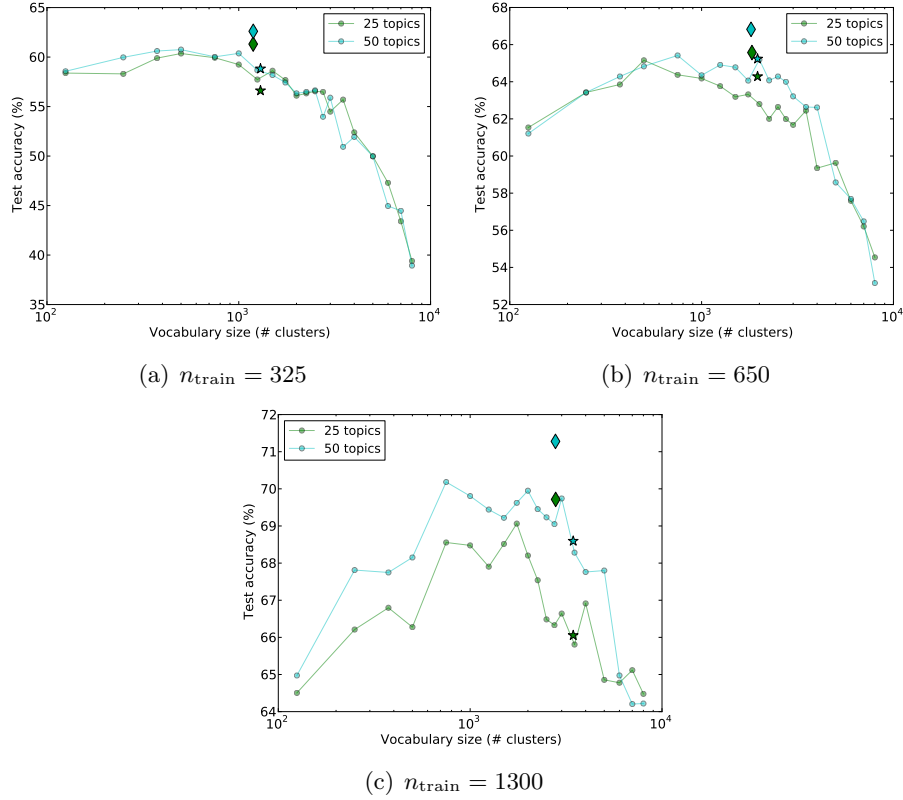 65
60
55
50
45
40
35
Test accuracy (%)
25 topics
50 topics
10^2
10^3
10^4
Vocabulary size (# clusters)
(a) n_train = 325
68
66
64
62
60
58
56
54
52
Test accuracy (%)
25 topics
50 topics
10^2
10^3
10^4
Vocabulary size (# clusters)
(b) n_train = 650
72
71
70
69
68
67
66
65
64
Test accuracy (%)
25 topics
50 topics
10^2
10^3
10^4
Vocabulary size (# clusters)
(c) n_train = 1300